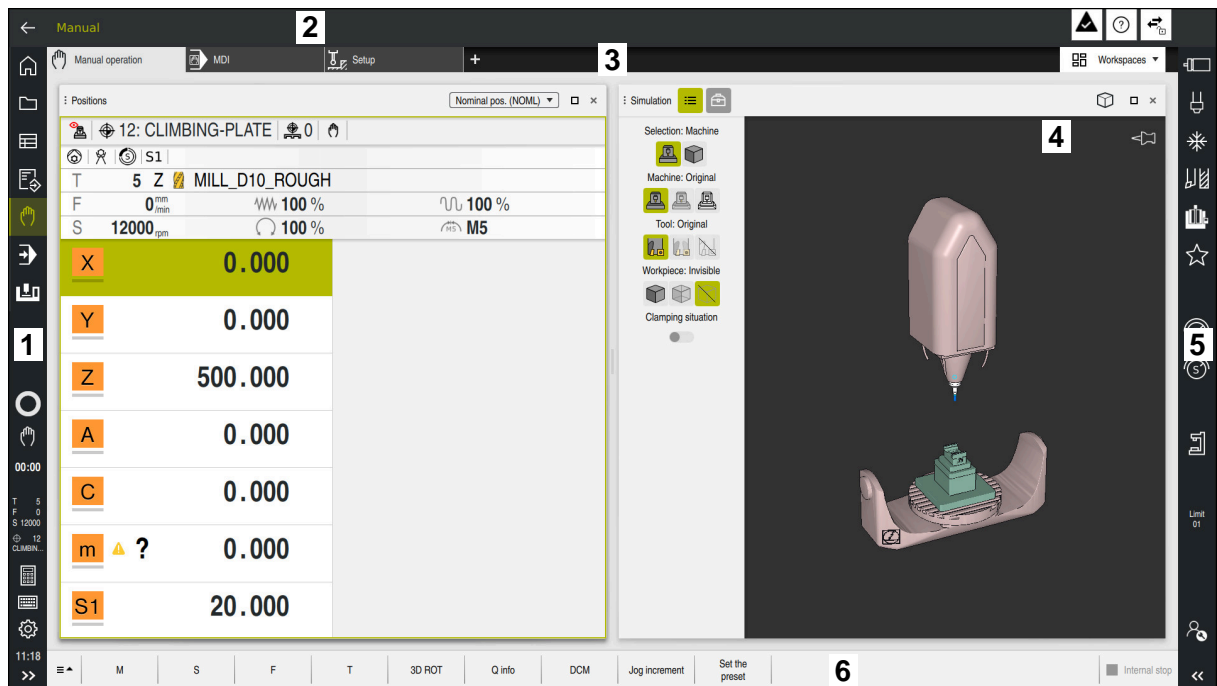 Manual
2
Manual operation
MDI
Setup
+
3
Workspaces
Positions
Nominal pos. (NOML)
12: CLIMBING-PLATE
0
S1
T 5 Z MILL_D10_ROUGH
F 0 mm/min 100 % 100 %
S 12000 rpm 100 % M5
X 0.000
Y 0.000
Z 500.000
A 0.000
C 0.000
m ? 0.000
S1 20.000
Simulation
Selection: Machine
Machine: Original
Tool: Original
Workpiece: Invisible
Clamping situation
4
1
00:00
T 5
F 0
S 12000
12
CLIMBIN...
11:18
5
S
Limit
01
M
S
F
T
3D ROT
Q info
DCM
Jog increment
Set the
preset
6
Internal stop